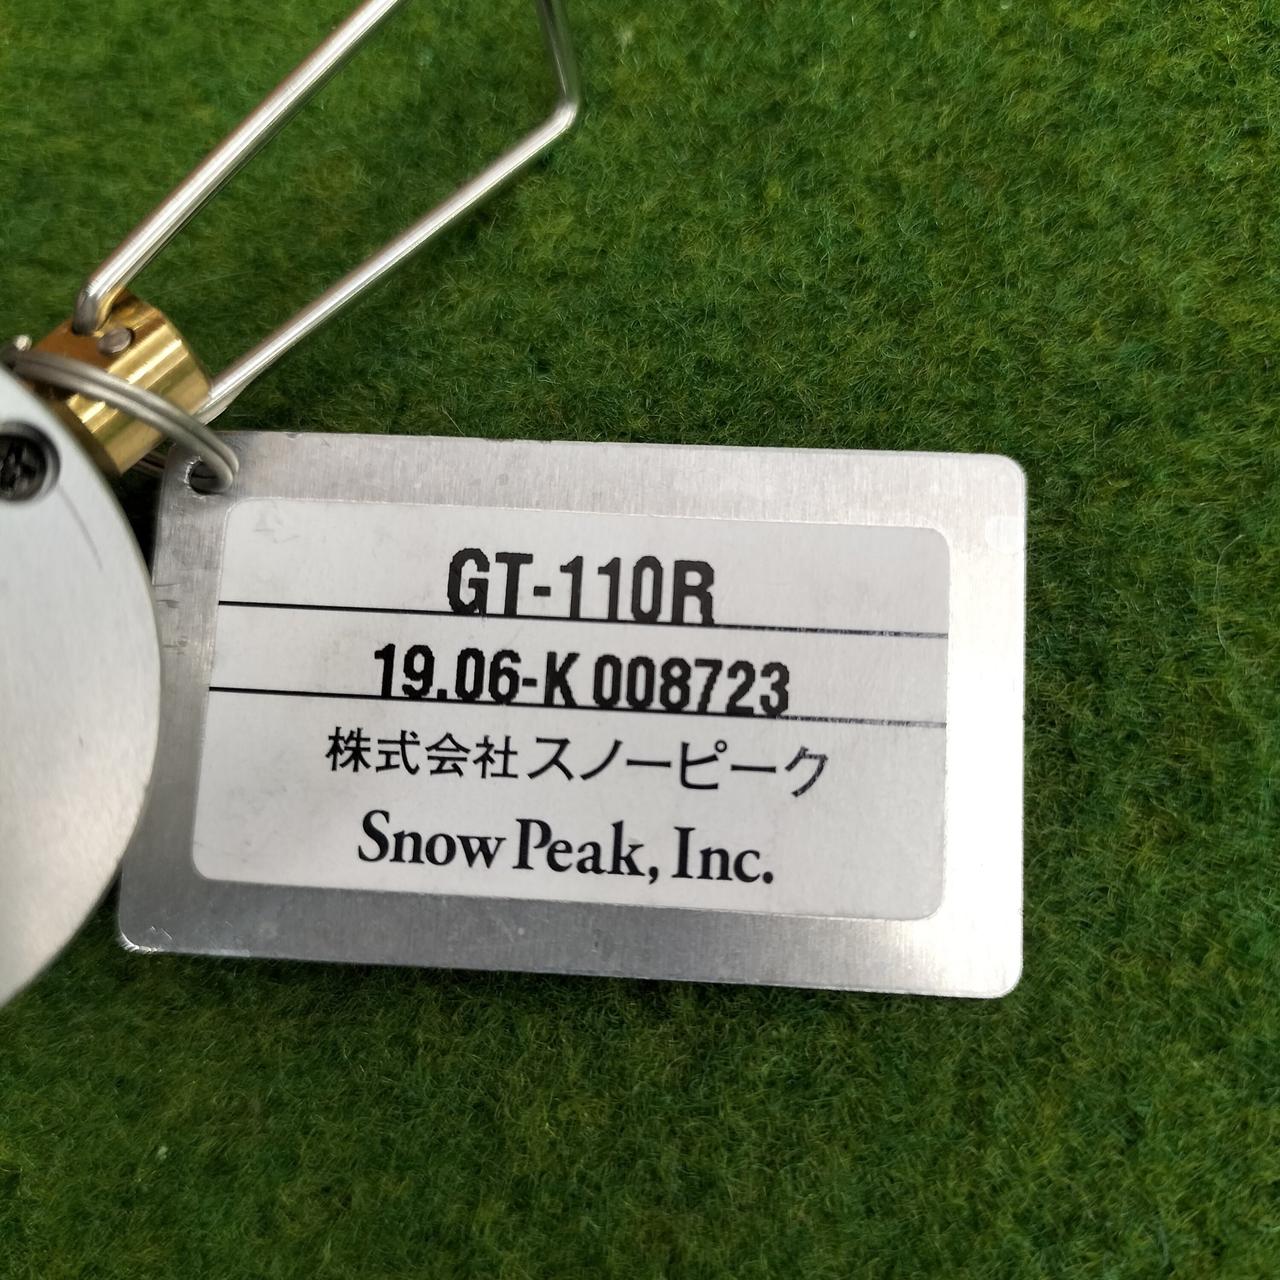 GT-110R
19.06-K 008723
株式会社スノーピーク
Snow Peak, Inc.